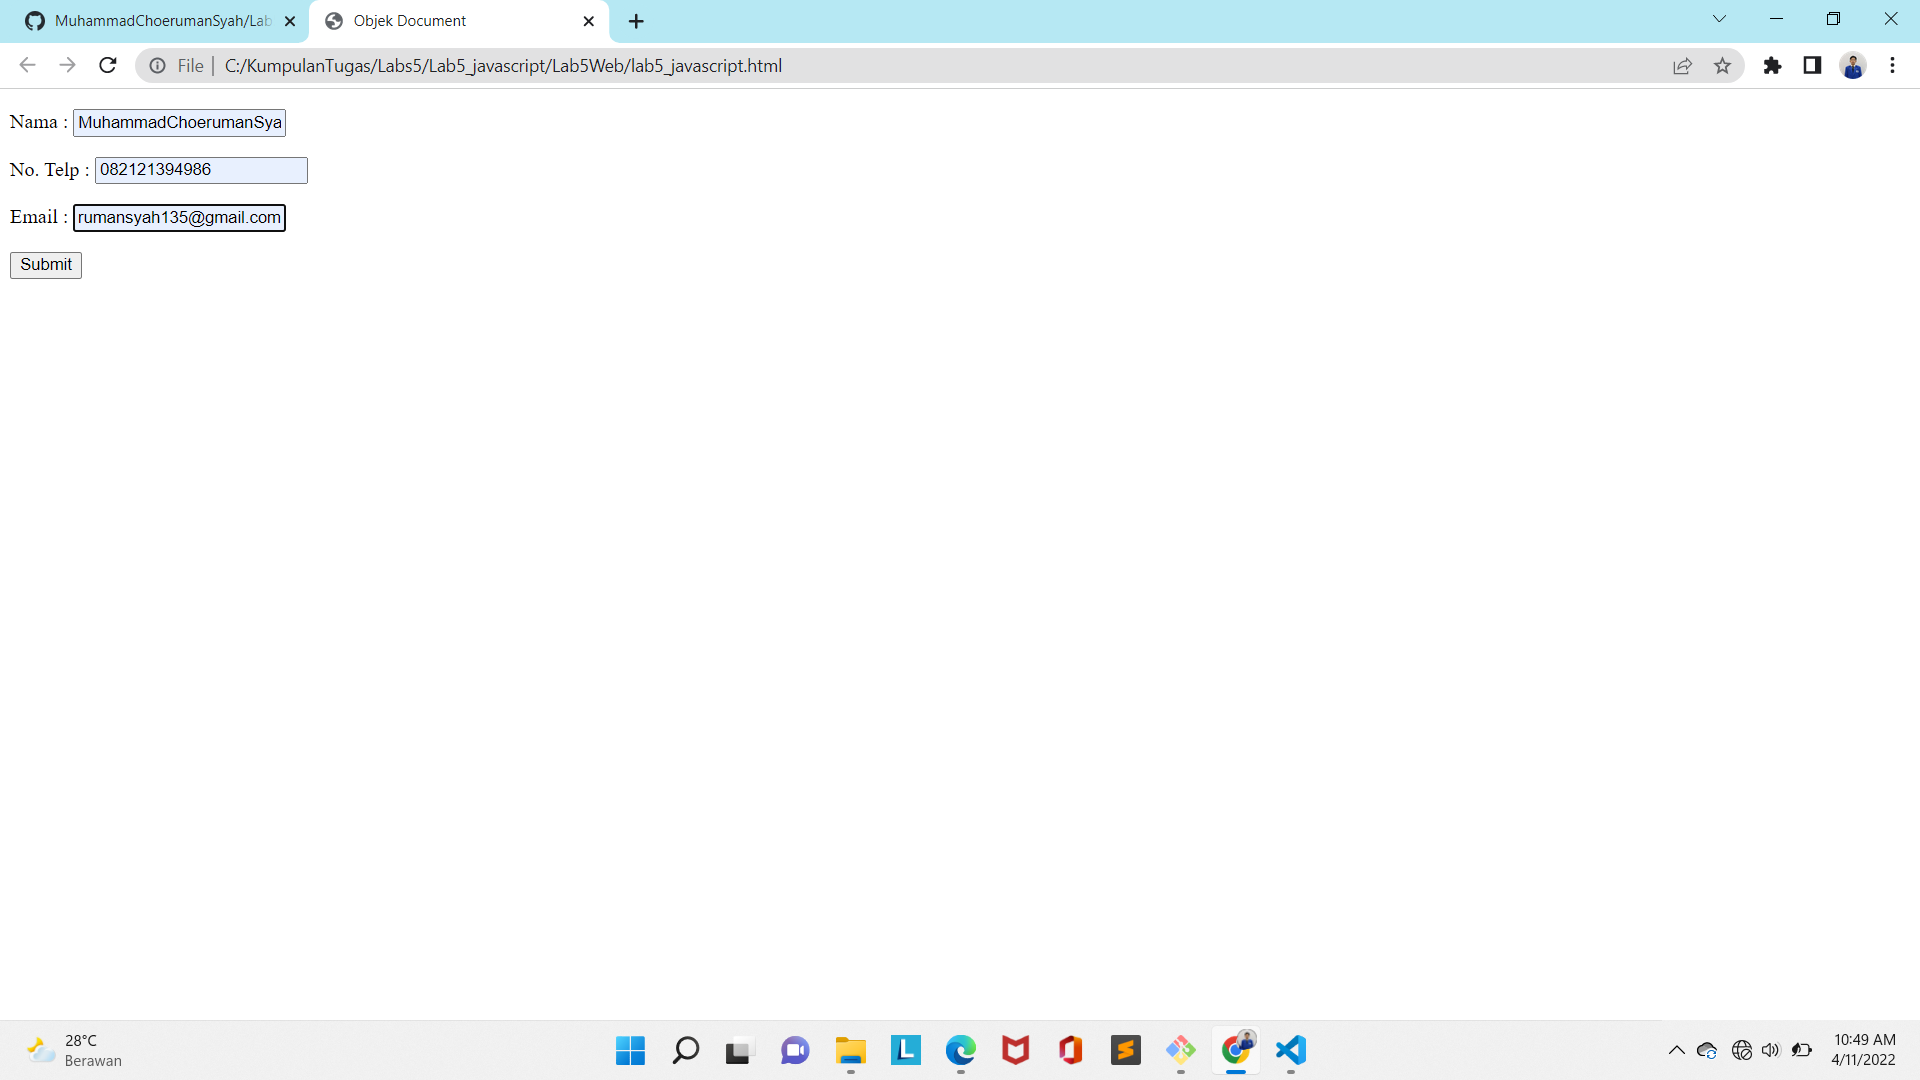 MuhammadChoerumanSyah/Lab
Objek Document
File
C:/KumpulanTugas/Labs5/Lab5_javascript/Lab5Web/lab5_javascript.html
Nama : MuhammadChoerumanSya
No. Telp : 082121394986
Email : rumansyah135@gmail.com
Submit
28°C
Berawan
10:49 AM
4/11/2022